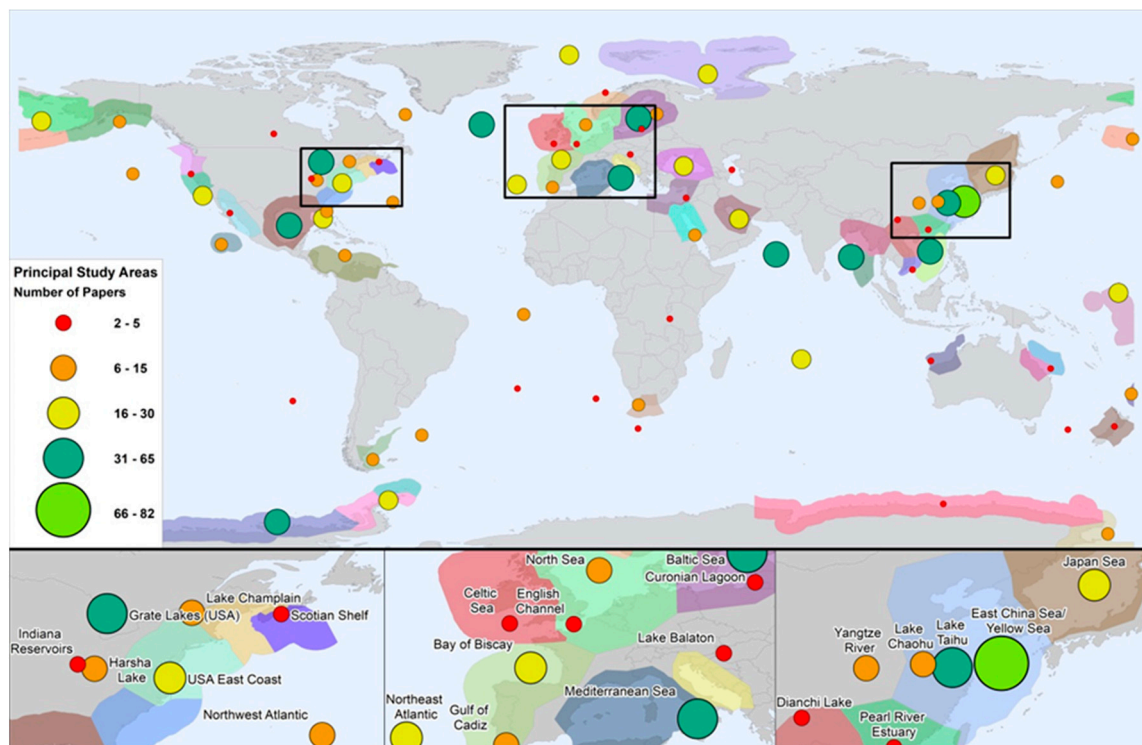 Principal Study Areas
Number of Papers
2 - 5
6 - 15
16 - 30
31 - 65
66 - 82
Lake Champlain
Grate Lakes (USA)
Scotian Shelf
Indiana
Reservoirs
Harsha
Lake
USA East Coast
Northwest Atlantic
North Sea
Baltic Sea
Curonian Lagoon
Celtic
Sea
English
Channel
Bay of Biscay
Lake Balaton
Mediterranean Sea
Northeast
Atlantic
Gulf of
Cadiz
Japan Sea
East China Sea/
Yellow Sea
Yangtze
River
Lake
Chaohu
Lake
Taihu
Dianchi Lake
Pearl River
Estuary